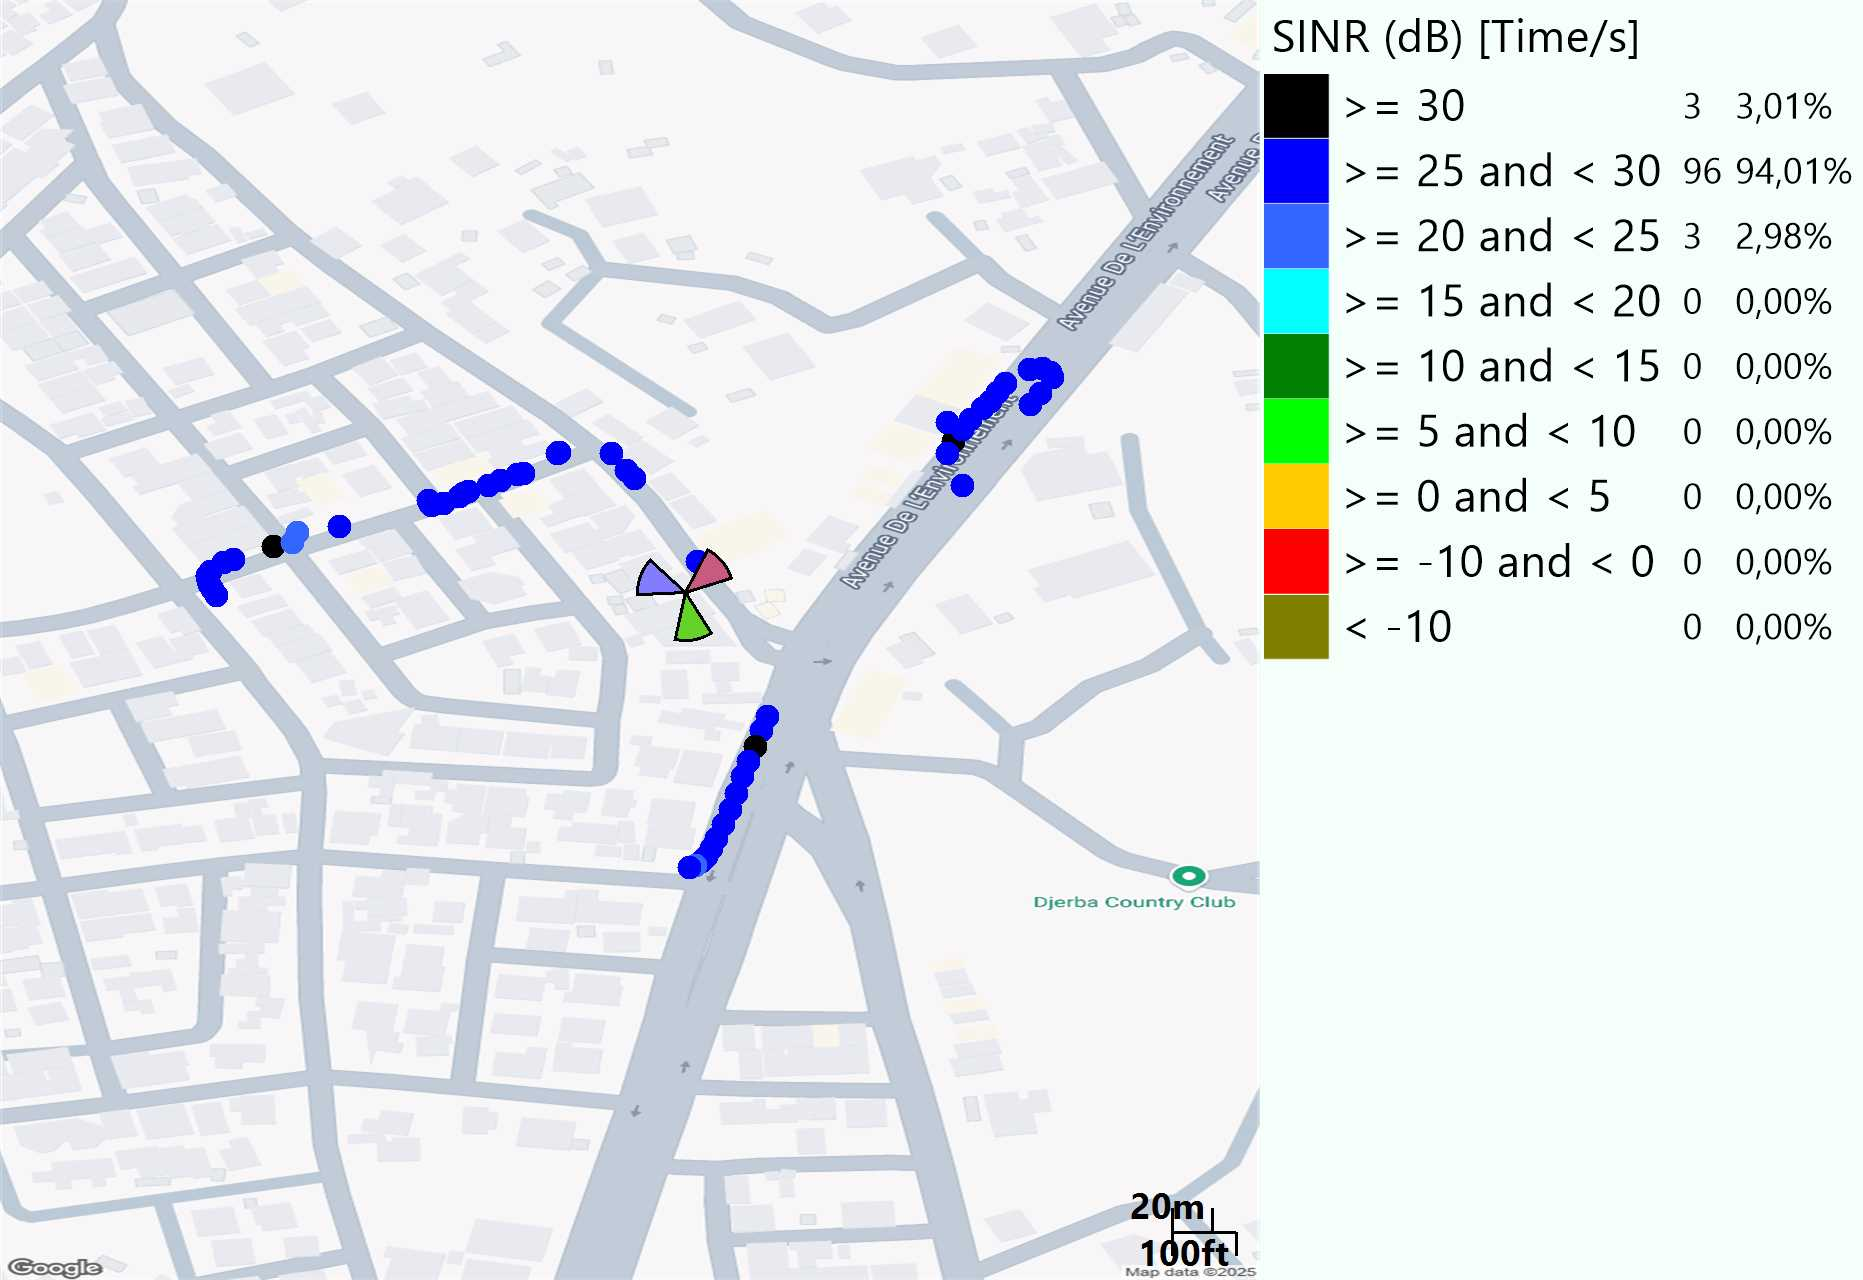 SINR (dB) [Time/s]
>= 30 3 3,01%
>= 25 and < 30 96 94,01%
>= 20 and < 25 3 2,98%
>= 15 and < 20 0 0,00%
>= 10 and < 15 0 0,00%
>= 5 and < 10 0 0,00%
>= 0 and < 5 0 0,00%
>= -10 and < 0 0 0,00%
< -10 0 0,00%
Avenue De L'Environnement
Avenue
Avenue De L'Environnement
Djerba Country Club
20m
100ft
Google
Map data ©2025